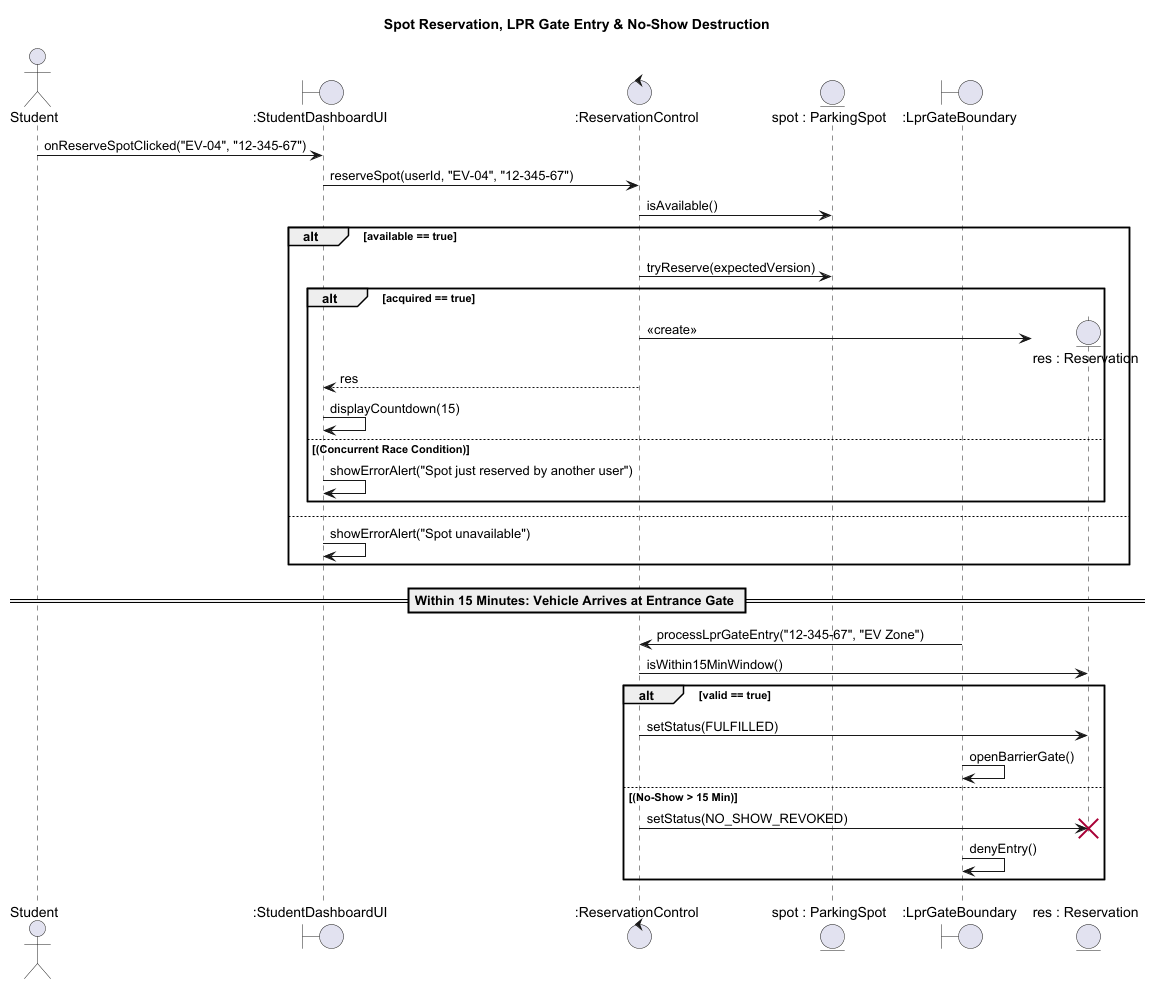 Spot Reservation, LPR Gate Entry & No-Show Destruction
Student
:StudentDashboardUI
:ReservationControl
spot : ParkingSpot
:LprGateBoundary
onReserveSpotClicked("EV-04", "12-345-67")
reserveSpot(userId, "EV-04", "12-345-67")
isAvailable()
alt
[available == true]
tryReserve(expectedVersion)
alt
[acquired == true]
«create»
res : Reservation
res
displayCountdown(15)
[(Concurrent Race Condition)]
showErrorAlert("Spot just reserved by another user")
showErrorAlert("Spot unavailable")
Within 15 Minutes: Vehicle Arrives at Entrance Gate
processLprGateEntry("12-345-67", "EV Zone")
isWithin15MinWindow()
alt
[valid == true]
setStatus(FULFILLED)
openBarrierGate()
[(No-Show > 15 Min)]
setStatus(NO_SHOW_REVOKED)
denyEntry()
Student
:StudentDashboardUI
:ReservationControl
spot : ParkingSpot
:LprGateBoundary
res : Reservation